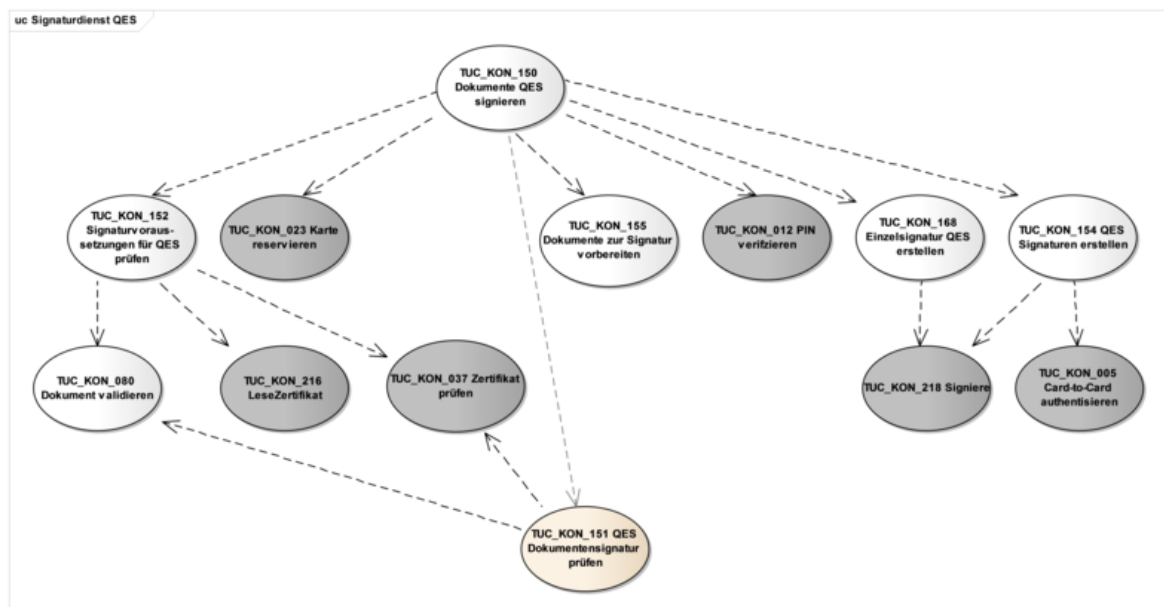 uc Signaturdienst QES
TUC_KON_150
Dokumente QES
signieren
TUC_KON_152
Signaturvoraus-
setzungen für QES
prüfen
TUC_KON_023 Karte
reservieren
TUC_KON_155
Dokumente zur Signatur
vorbereiten
TUC_KON_012 PIN
verifzieren
TUC_KON_168
Einzelsignatur QES
erstellen
TUC_KON_154 QES
Signaturen erstellen
TUC_KON_080
Dokument validieren
TUC_KON_216
LeseZertifikat
TUC_KON_037 Zertifikat
prüfen
TUC_KON_218 Signiere
TUC_KON_005
Card-to-Card
authentisieren
TUC_KON_151 QES
Dokumentensignatur
prüfen